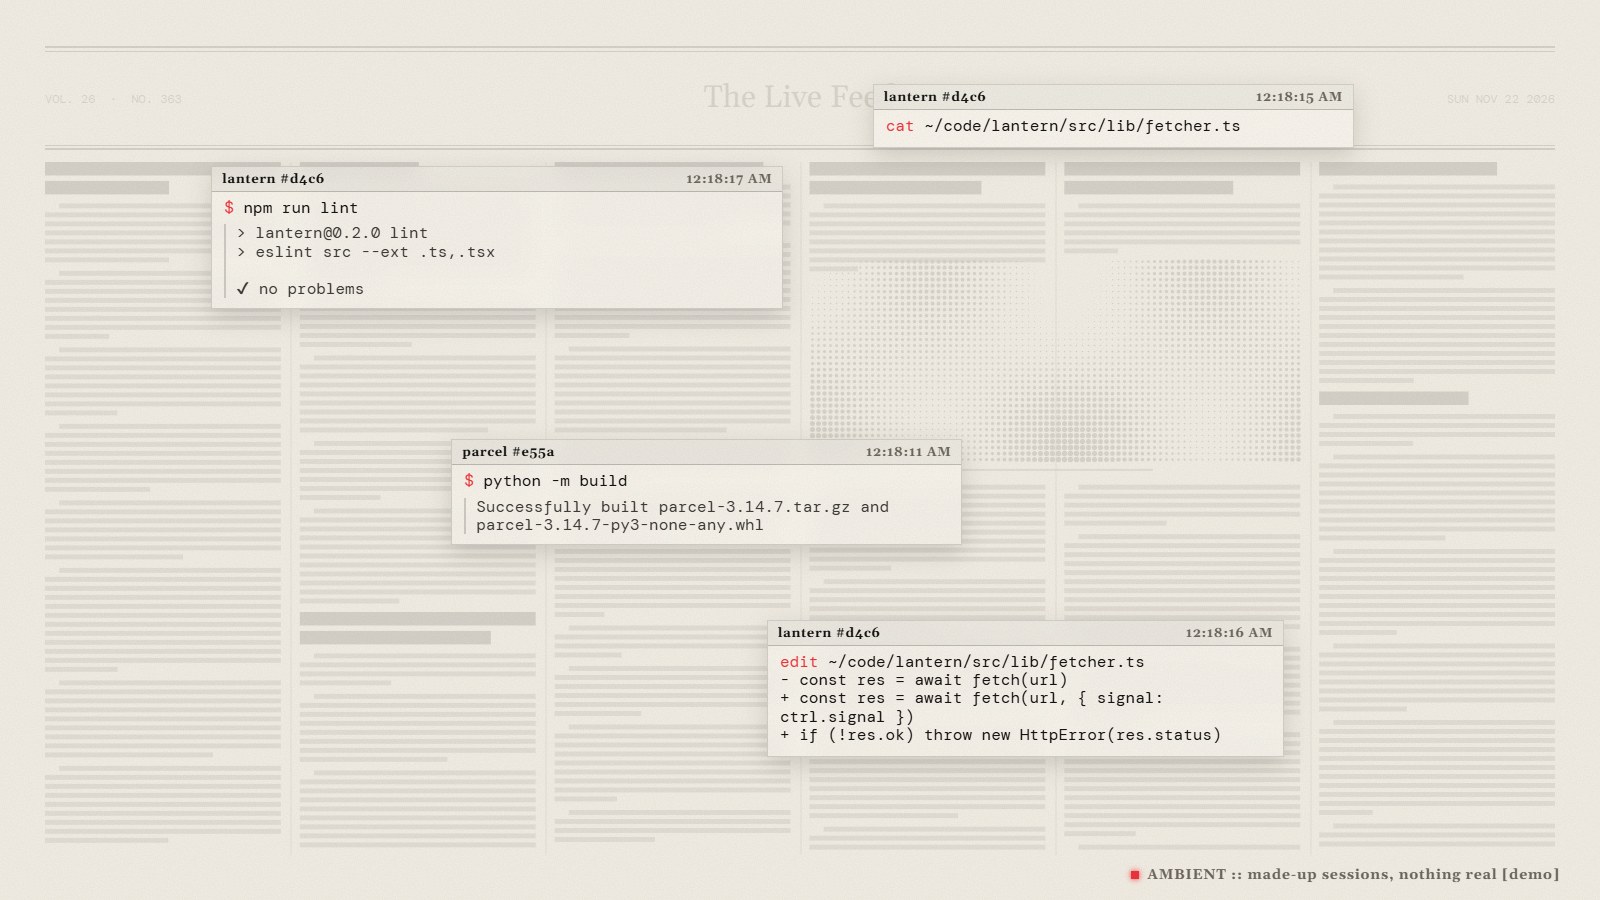 VOL. 26 · NO. 363
The Live Fee
SUN NOV 22 2026
lantern #d4c6 12:18:15 AM
cat ~/code/lantern/src/lib/fetcher.ts
lantern #d4c6 12:18:17 AM
$ npm run lint
> lantern@0.2.0 lint
> eslint src --ext .ts,.tsx
✓ no problems
parcel #e55a 12:18:11 AM
$ python -m build
Successfully built parcel-3.14.7.tar.gz and
parcel-3.14.7-py3-none-any.whl
lantern #d4c6 12:18:16 AM
edit ~/code/lantern/src/lib/fetcher.ts
- const res = await fetch(url)
+ const res = await fetch(url, { signal:
ctrl.signal })
+ if (!res.ok) throw new HttpError(res.status)
AMBIENT :: made-up sessions, nothing real [demo]